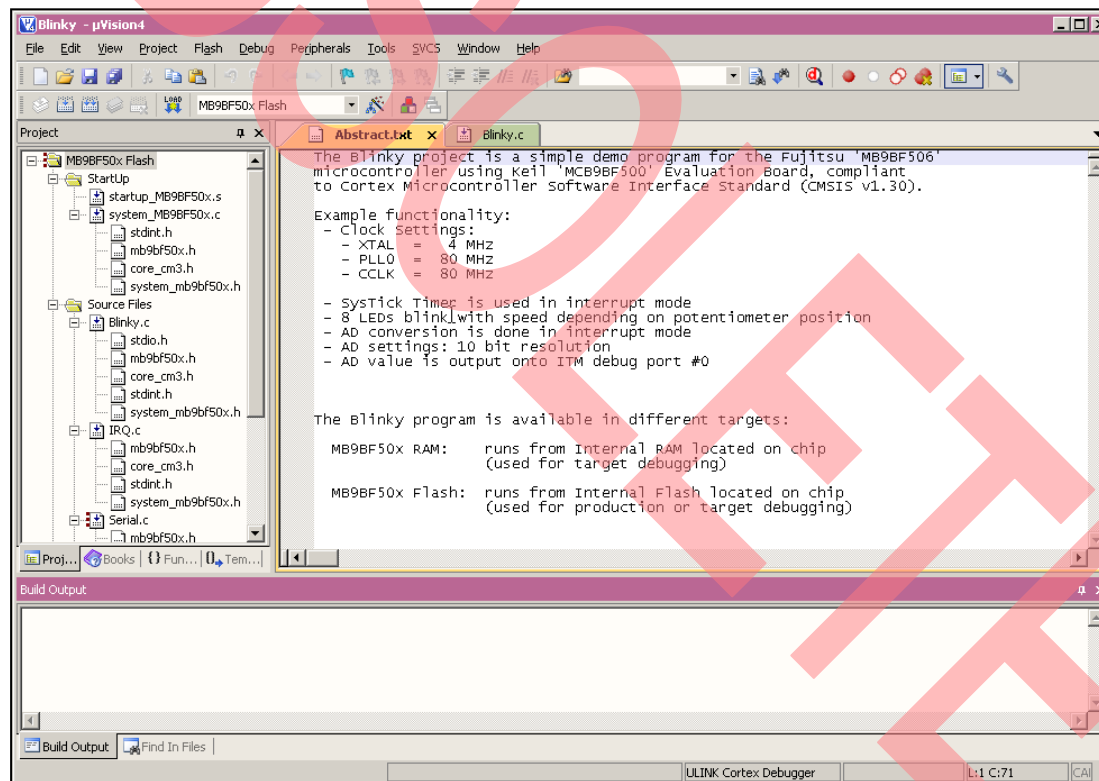 Blinky - µVision4
File Edit View Project Flash Debug Peripherals Tools SVCS Window Help
LOAD MB9BF50x Flash
Project
MB9BF50x Flash
StartUp
startup_MB9BF50x.s
system_MB9BF50x.c
stdint.h
mb9bf50x.h
core_cm3.h
system_mb9bf50x.h
Source Files
Blinky.c
stdio.h
mb9bf50x.h
core_cm3.h
stdint.h
system_mb9bf50x.h
IRQ.c
mb9bf50x.h
core_cm3.h
stdint.h
system_mb9bf50x.h
Serial.c
mb9bf50x.h
Proj... Books {} Fun... Tem...
Abstract.txt Blinky.c
The Blinky project is a simple demo program for the Fujitsu 'MB9BF506'
microcontroller using Keil 'MCB9BF500' Evaluation Board, compliant
to Cortex Microcontroller Software Interface Standard (CMSIS v1.30).
Example functionality:
- Clock Settings:
- XTAL = 4 MHz
- PLL0 = 80 MHz
- CCLK = 80 MHz
- SysTick Timer is used in interrupt mode
- 8 LEDs blink with speed depending on potentiometer position
- AD conversion is done in interrupt mode
- AD settings: 10 bit resolution
- AD value is output onto ITM debug port #0
The Blinky program is available in different targets:
MB9BF50x RAM: runs from Internal RAM located on chip
(used for target debugging)
MB9BF50x Flash: runs from Internal Flash located on chip
(used for production or target debugging)
Build Output
Build Output Find In Files
ULINK Cortex Debugger L:1 C:71 CAP